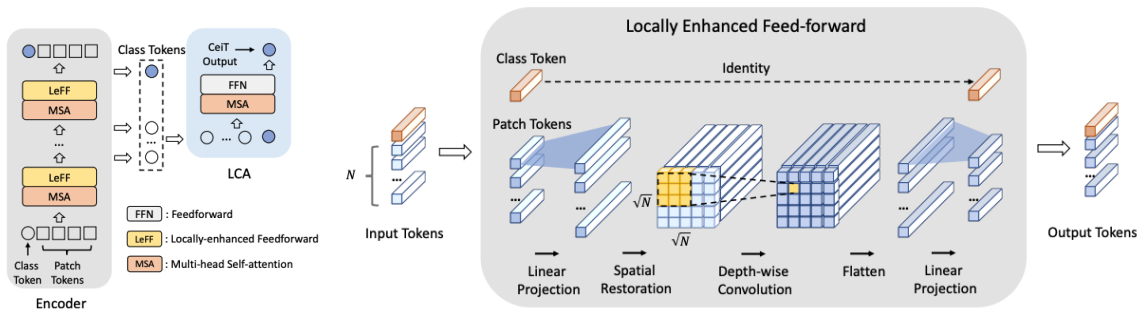 CeiT
Output
Class Tokens
LeFF
MSA
...
LeFF
MSA
Class
Token
Patch
Tokens
Encoder
...
FFN
MSA
...
LCA
FFN : Feedforward
LeFF : Locally-enhanced Feedforward
MSA : Multi-head Self-attention
N
...
Input Tokens
Locally Enhanced Feed-forward
Class Token
Identity
Patch Tokens
...
...
√N
√N
...
...
Linear
Projection
Spatial
Restoration
Depth-wise
Convolution
Flatten
Linear
Projection
...
Output Tokens